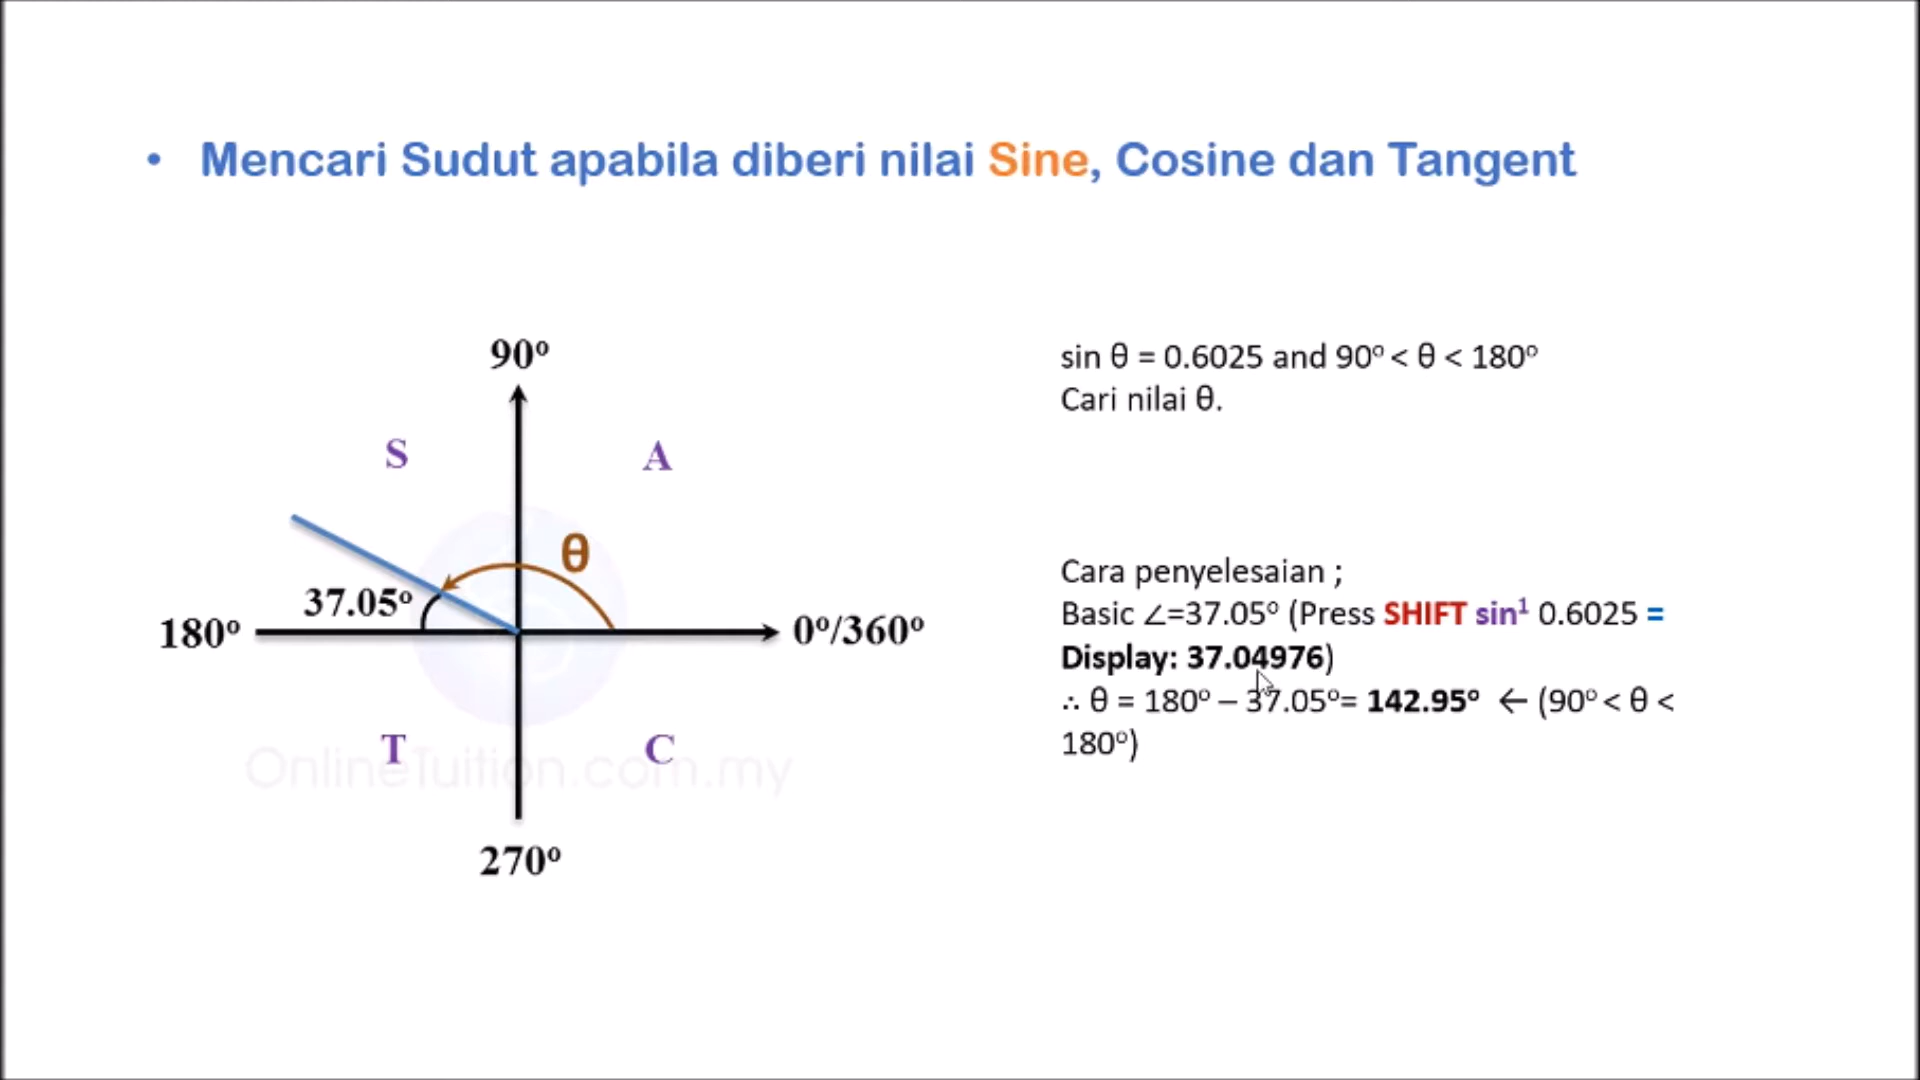 • Mencari Sudut apabila diberi nilai Sine, Cosine dan Tangent
90º
S
A
θ
37.05º
180º
0º/360º
T
C
OnlineTuition.com.my
270º
sin θ = 0.6025 and 90º < θ < 180º
Cari nilai θ.
Cara penyelesaian ;
Basic ∠=37.05º (Press SHIFT sin¹ 0.6025 =
Display: 37.04976)
∴ θ = 180º – 37.05º= 142.95º ← (90º < θ <
180º)